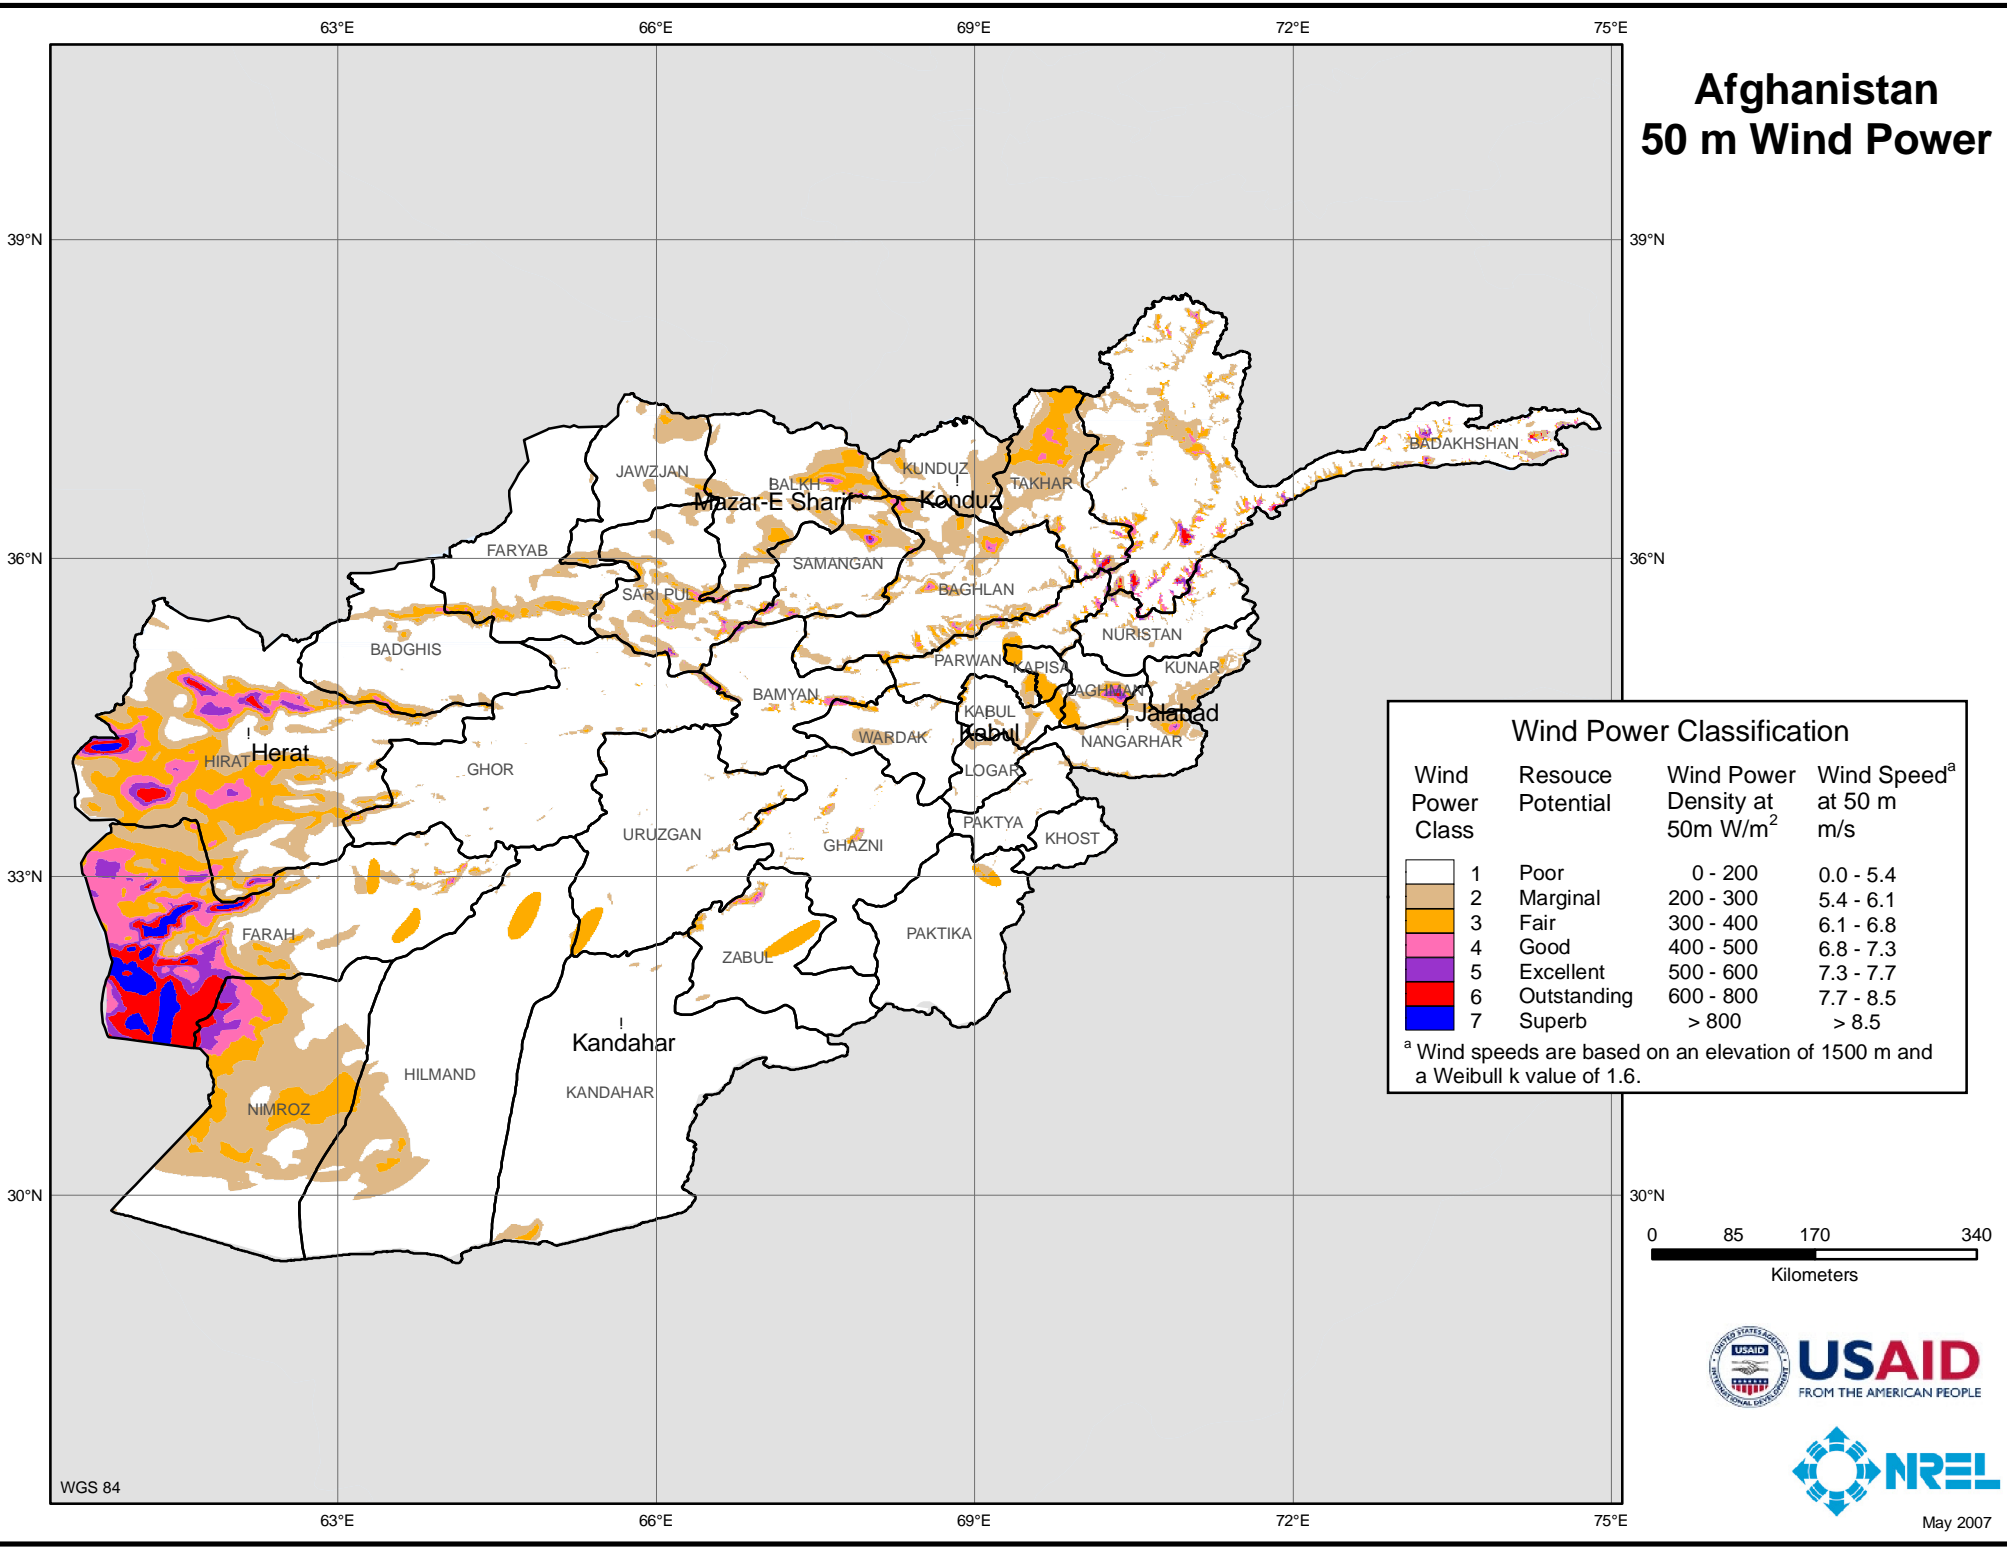 63°E 66°E 69°E 72°E 75°E
Afghanistan
50 m Wind Power
39°N 39°N
BADAKHSHAN
JAWZJAN KUNDUZ
BALKH TAKHAR
Mazar-E Sharif Konduz
FARYAB
36°N 36°N
SAMANGAN
SARI PUL BAGHLAN
NURISTAN
BADGHIS
PARWAN KAPISA KUNAR
BAMYAN LAGHMAN
KABUL Jalabad
Kabul
WARDAK NANGARHAR
Herat
HIRAT
GHOR LOGAR
PAKTYA
URUZGAN KHOST
GHAZNI
33°N
FARAH PAKTIKA
ZABUL
Kandahar
HILMAND
KANDAHAR
NIMROZ
30°N 30°N
Wind Power Classification
Wind Power Class
Resouce Potential
Wind Power Density at 50m W/m2
Wind Speed a at 50 m m/s
1 Poor 0 - 200 0.0 - 5.4
2 Marginal 200 - 300 5.4 - 6.1
3 Fair 300 - 400 6.1 - 6.8
4 Good 400 - 500 6.8 - 7.3
5 Excellent 500 - 600 7.3 - 7.7
6 Outstanding 600 - 800 7.7 - 8.5
7 Superb > 800 > 8.5
a Wind speeds are based on an elevation of 1500 m and
a Weibull k value of 1.6.
0 85 170 340
Kilometers
UNITED STATES AGENCY
USAID
INTERNATIONAL DEVELOPMENT
USAID
FROM THE AMERICAN PEOPLE
NREL
WGS 84
63°E 66°E 69°E 72°E 75°E
May 2007